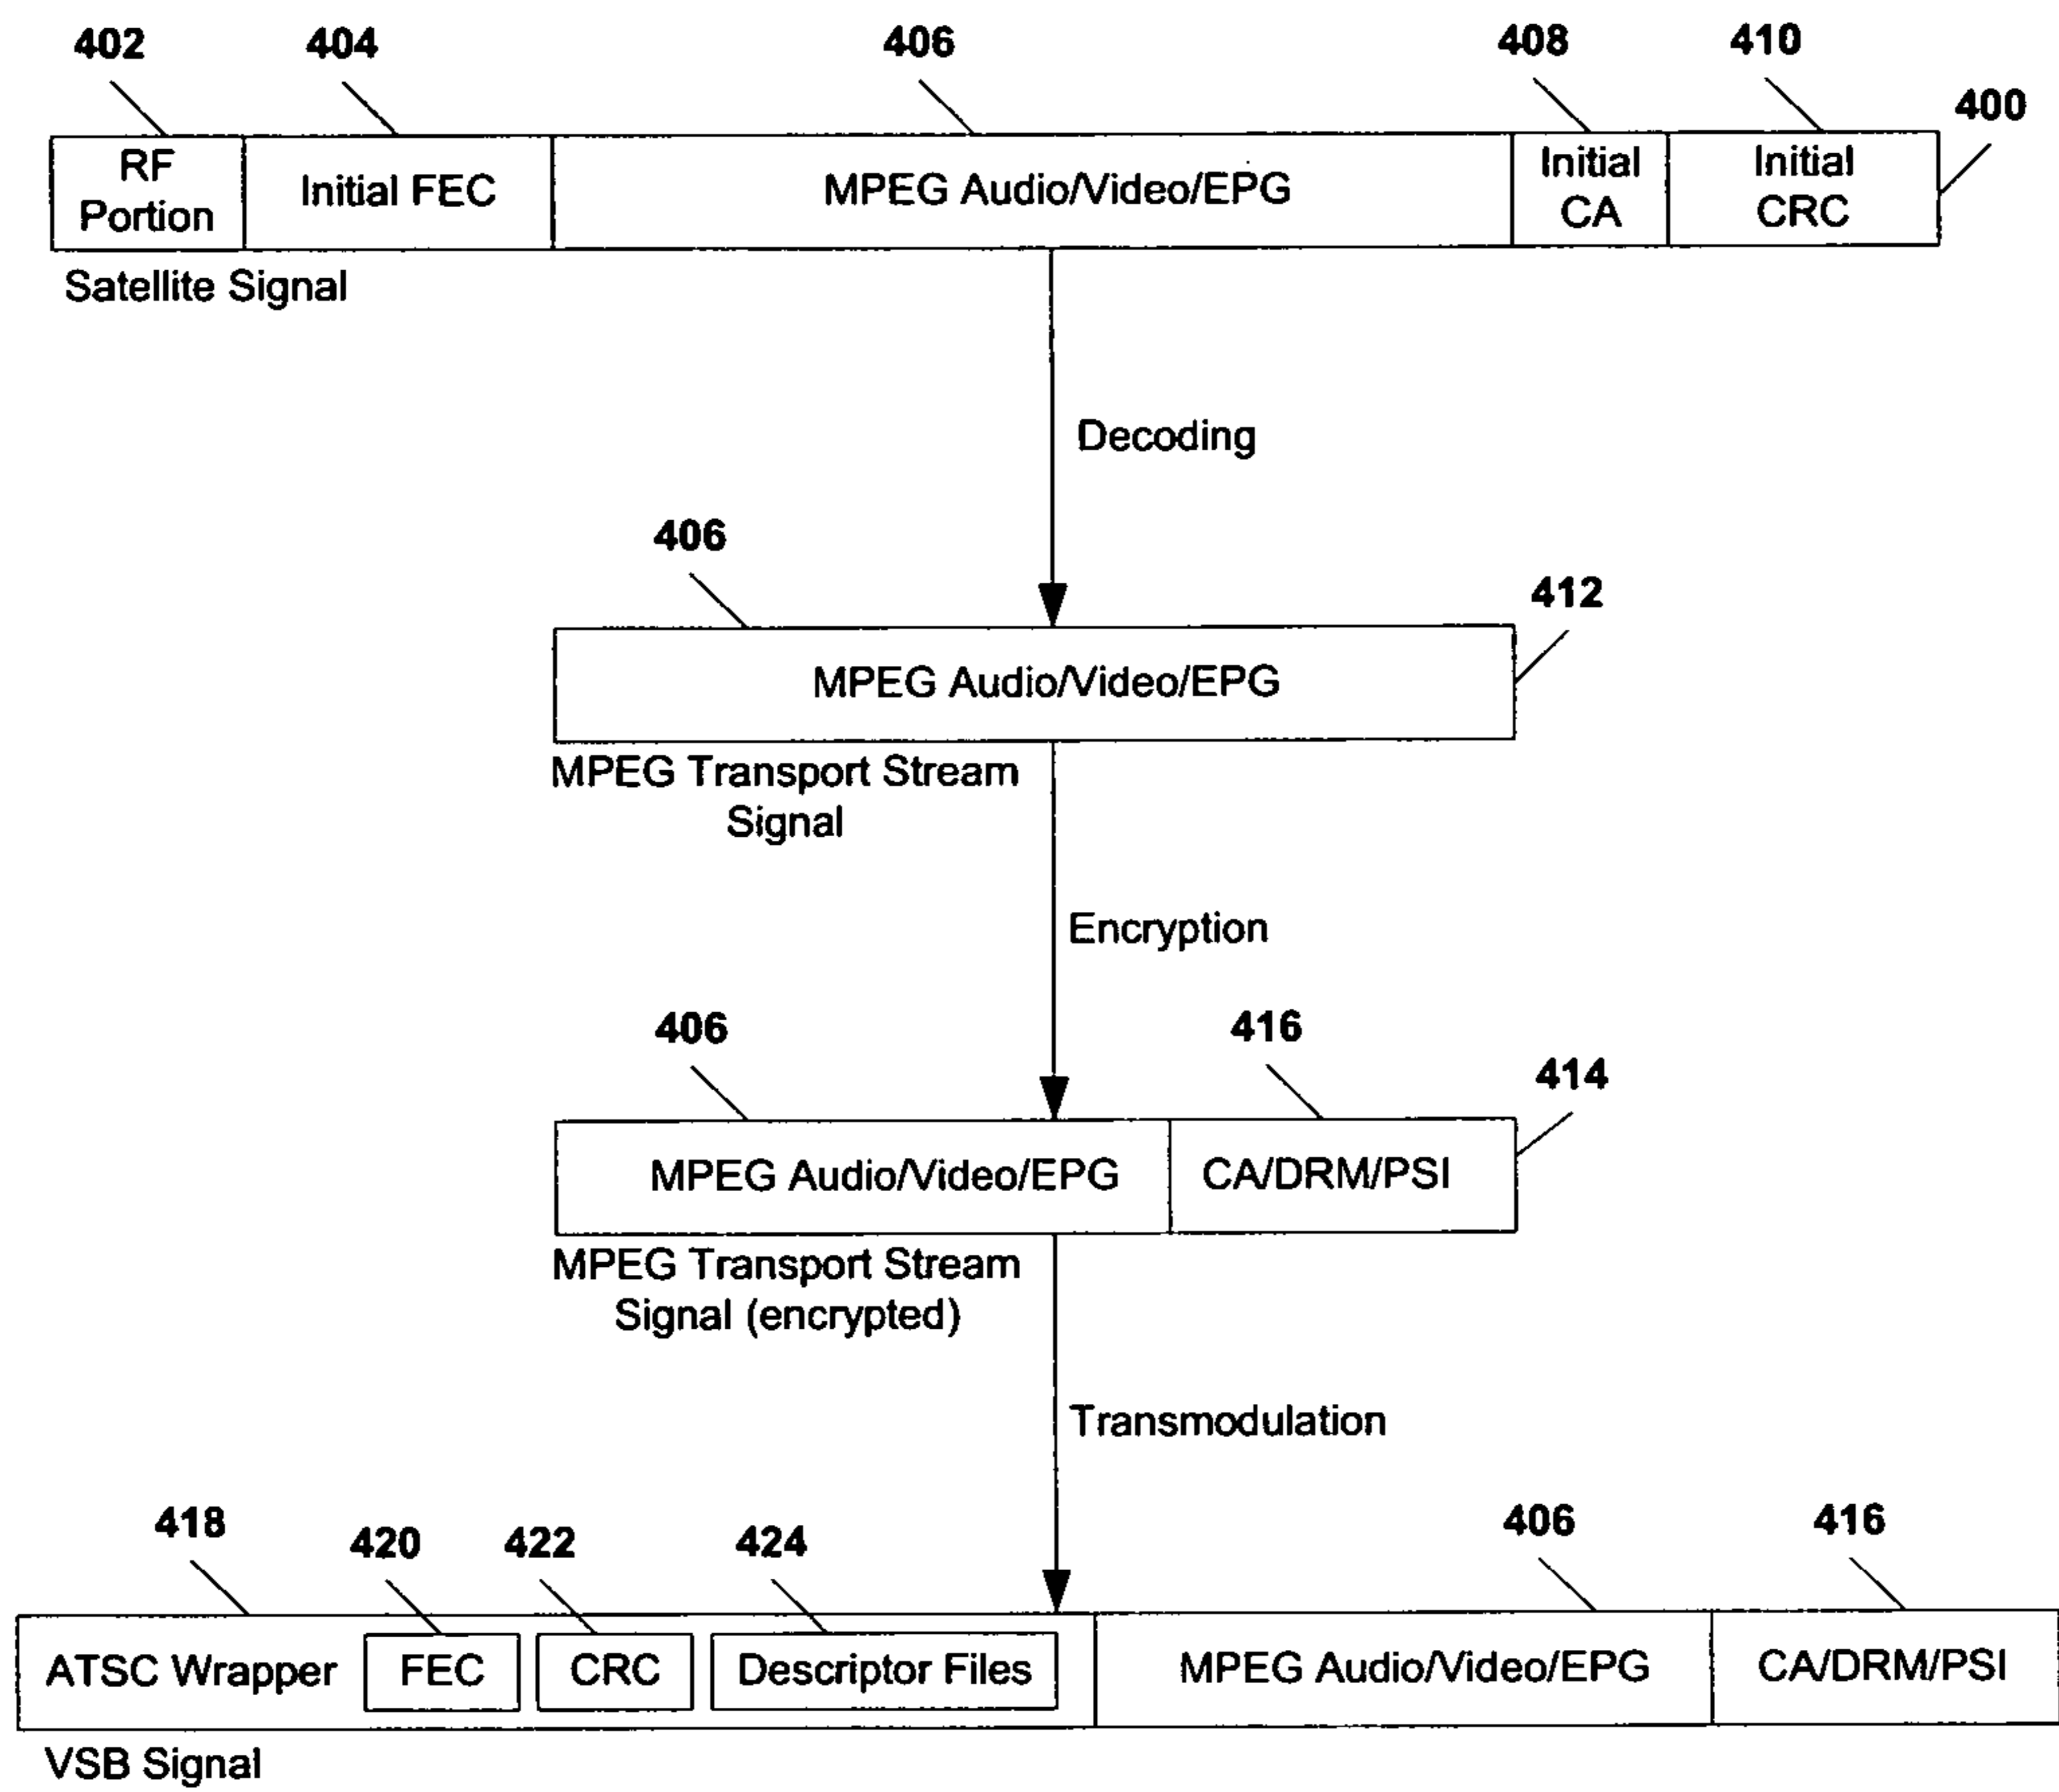 402
404
406
408
410
400
RF
Portion
Initial FEC
MPEG Audio/Video/EPG
Initial
CA
Initial
CRC
Satellite Signal
Decoding
406
412
MPEG Audio/Video/EPG
MPEG Transport Stream
Signal
Encryption
406
416
414
MPEG Audio/Video/EPG
CA/DRM/PSI
MPEG Transport Stream
Signal (encrypted)
Transmodulation
418
420
422
424
406
416
ATSC Wrapper
FEC
CRC
Descriptor Files
MPEG Audio/Video/EPG
CA/DRM/PSI
VSB Signal